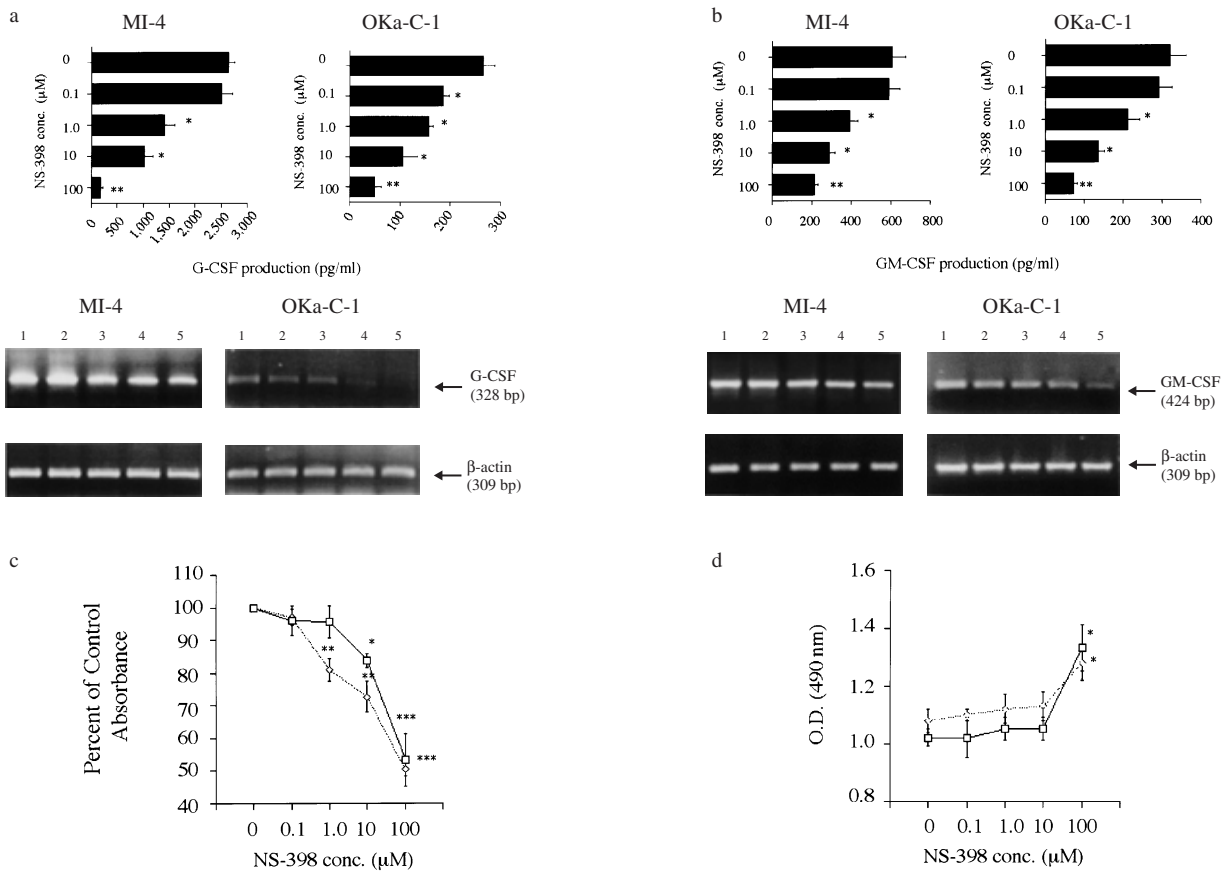 a
MI-4
OKa-C-1
NS-398 conc. (μM)
0
0.1
1.0
10
100
*
*
**
0
500
1.000
1.500
2.000
2.500
3.000
NS-398 conc. (μM)
0
0.1
1.0
10
100
*
*
*
**
0
100
200
300
G-CSF production (pg/ml)
b
MI-4
OKa-C-1
NS-398 conc. (μM)
0
0.1
1.0
10
100
*
*
**
0
200
400
600
800
NS-398 conc. (μM)
0
0.1
1.0
10
100
*
*
**
0
100
200
300
400
GM-CSF production (pg/ml)
MI-4
OKa-C-1
1 2 3 4 5
1 2 3 4 5
G-CSF
(328 bp)
β-actin
(309 bp)
MI-4
OKa-C-1
1 2 3 4 5
1 2 3 4 5
GM-CSF
(424 bp)
β-actin
(309 bp)
c
Percent of Control
Absorbance
110
100
90
80
70
60
50
40
*
**
**
***
***
0 0.1 1.0 10 100
NS-398 conc. (μM)
d
O.D. (490 nm)
1.6
1.4
1.2
1.0
0.8
*
*
0 0.1 1.0 10 100
NS-398 conc. (μM)